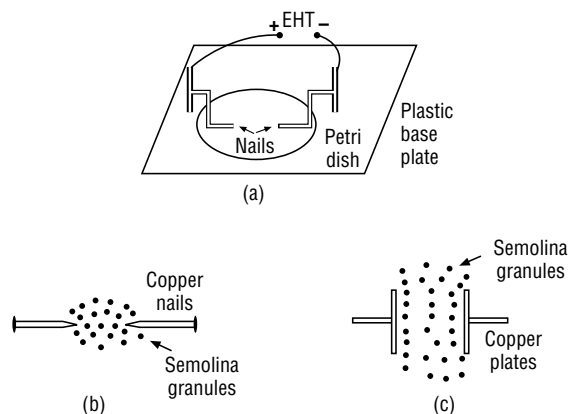 + EHT −
Nails
Petri
dish
Plastic
base
plate
(a)
Copper
nails
Semolina
granules
(b)
Semolina
granules
Copper
plates
(c)